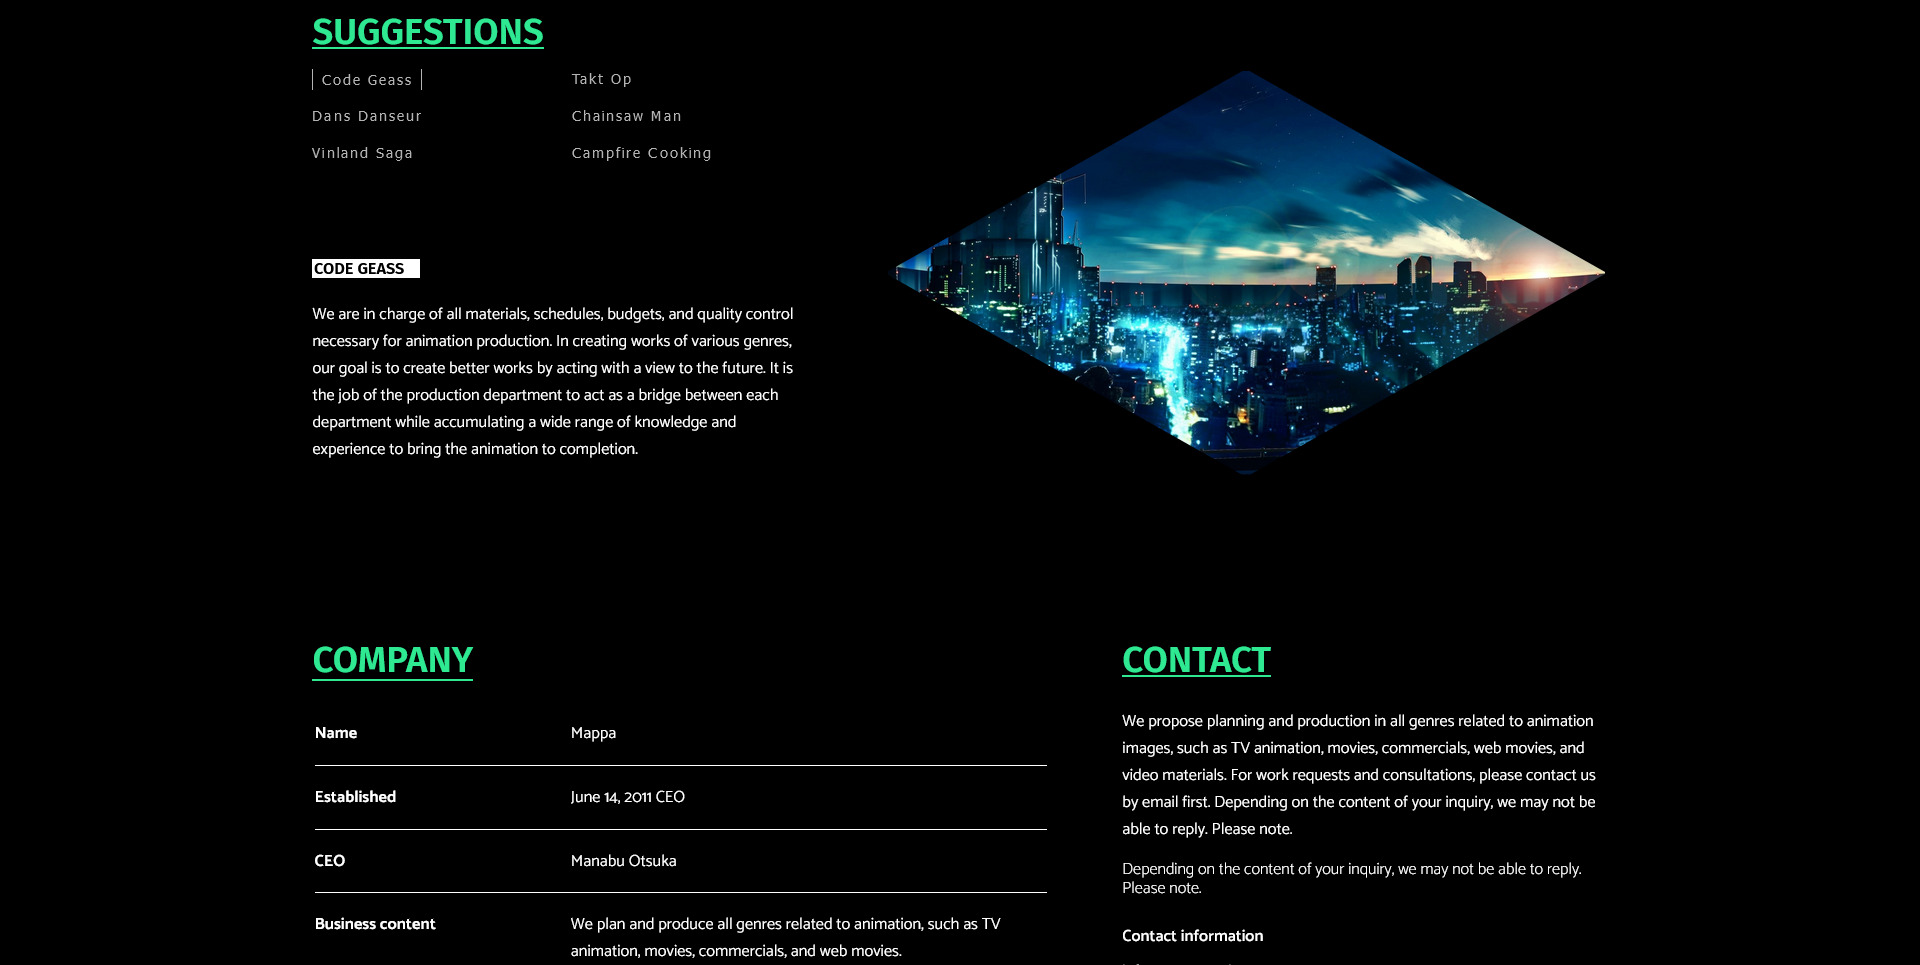 SUGGESTIONS
Code Geass
Takt Op
Dans Danseur
Chainsaw Man
Vinland Saga
Campfire Cooking
CODE GEASS
We are in charge of all materials, schedules, budgets, and quality control
necessary for animation production. In creating works of various genres,
our goal is to create better works by acting with a view to the future. It is
the job of the production department to act as a bridge between each
department while accumulating a wide range of knowledge and
experience to bring the animation to completion.
COMPANY
Name
Mappa
Established
June 14, 2011 CEO
CEO
Manabu Otsuka
Business content
We plan and produce all genres related to animation, such as TV
animation, movies, commercials, and web movies.
CONTACT
We propose planning and production in all genres related to animation
images, such as TV animation, movies, commercials, web movies, and
video materials. For work requests and consultations, please contact us
by email first. Depending on the content of your inquiry, we may not be
able to reply. Please note.
Depending on the content of your inquiry, we may not be able to reply.
Please note.
Contact information